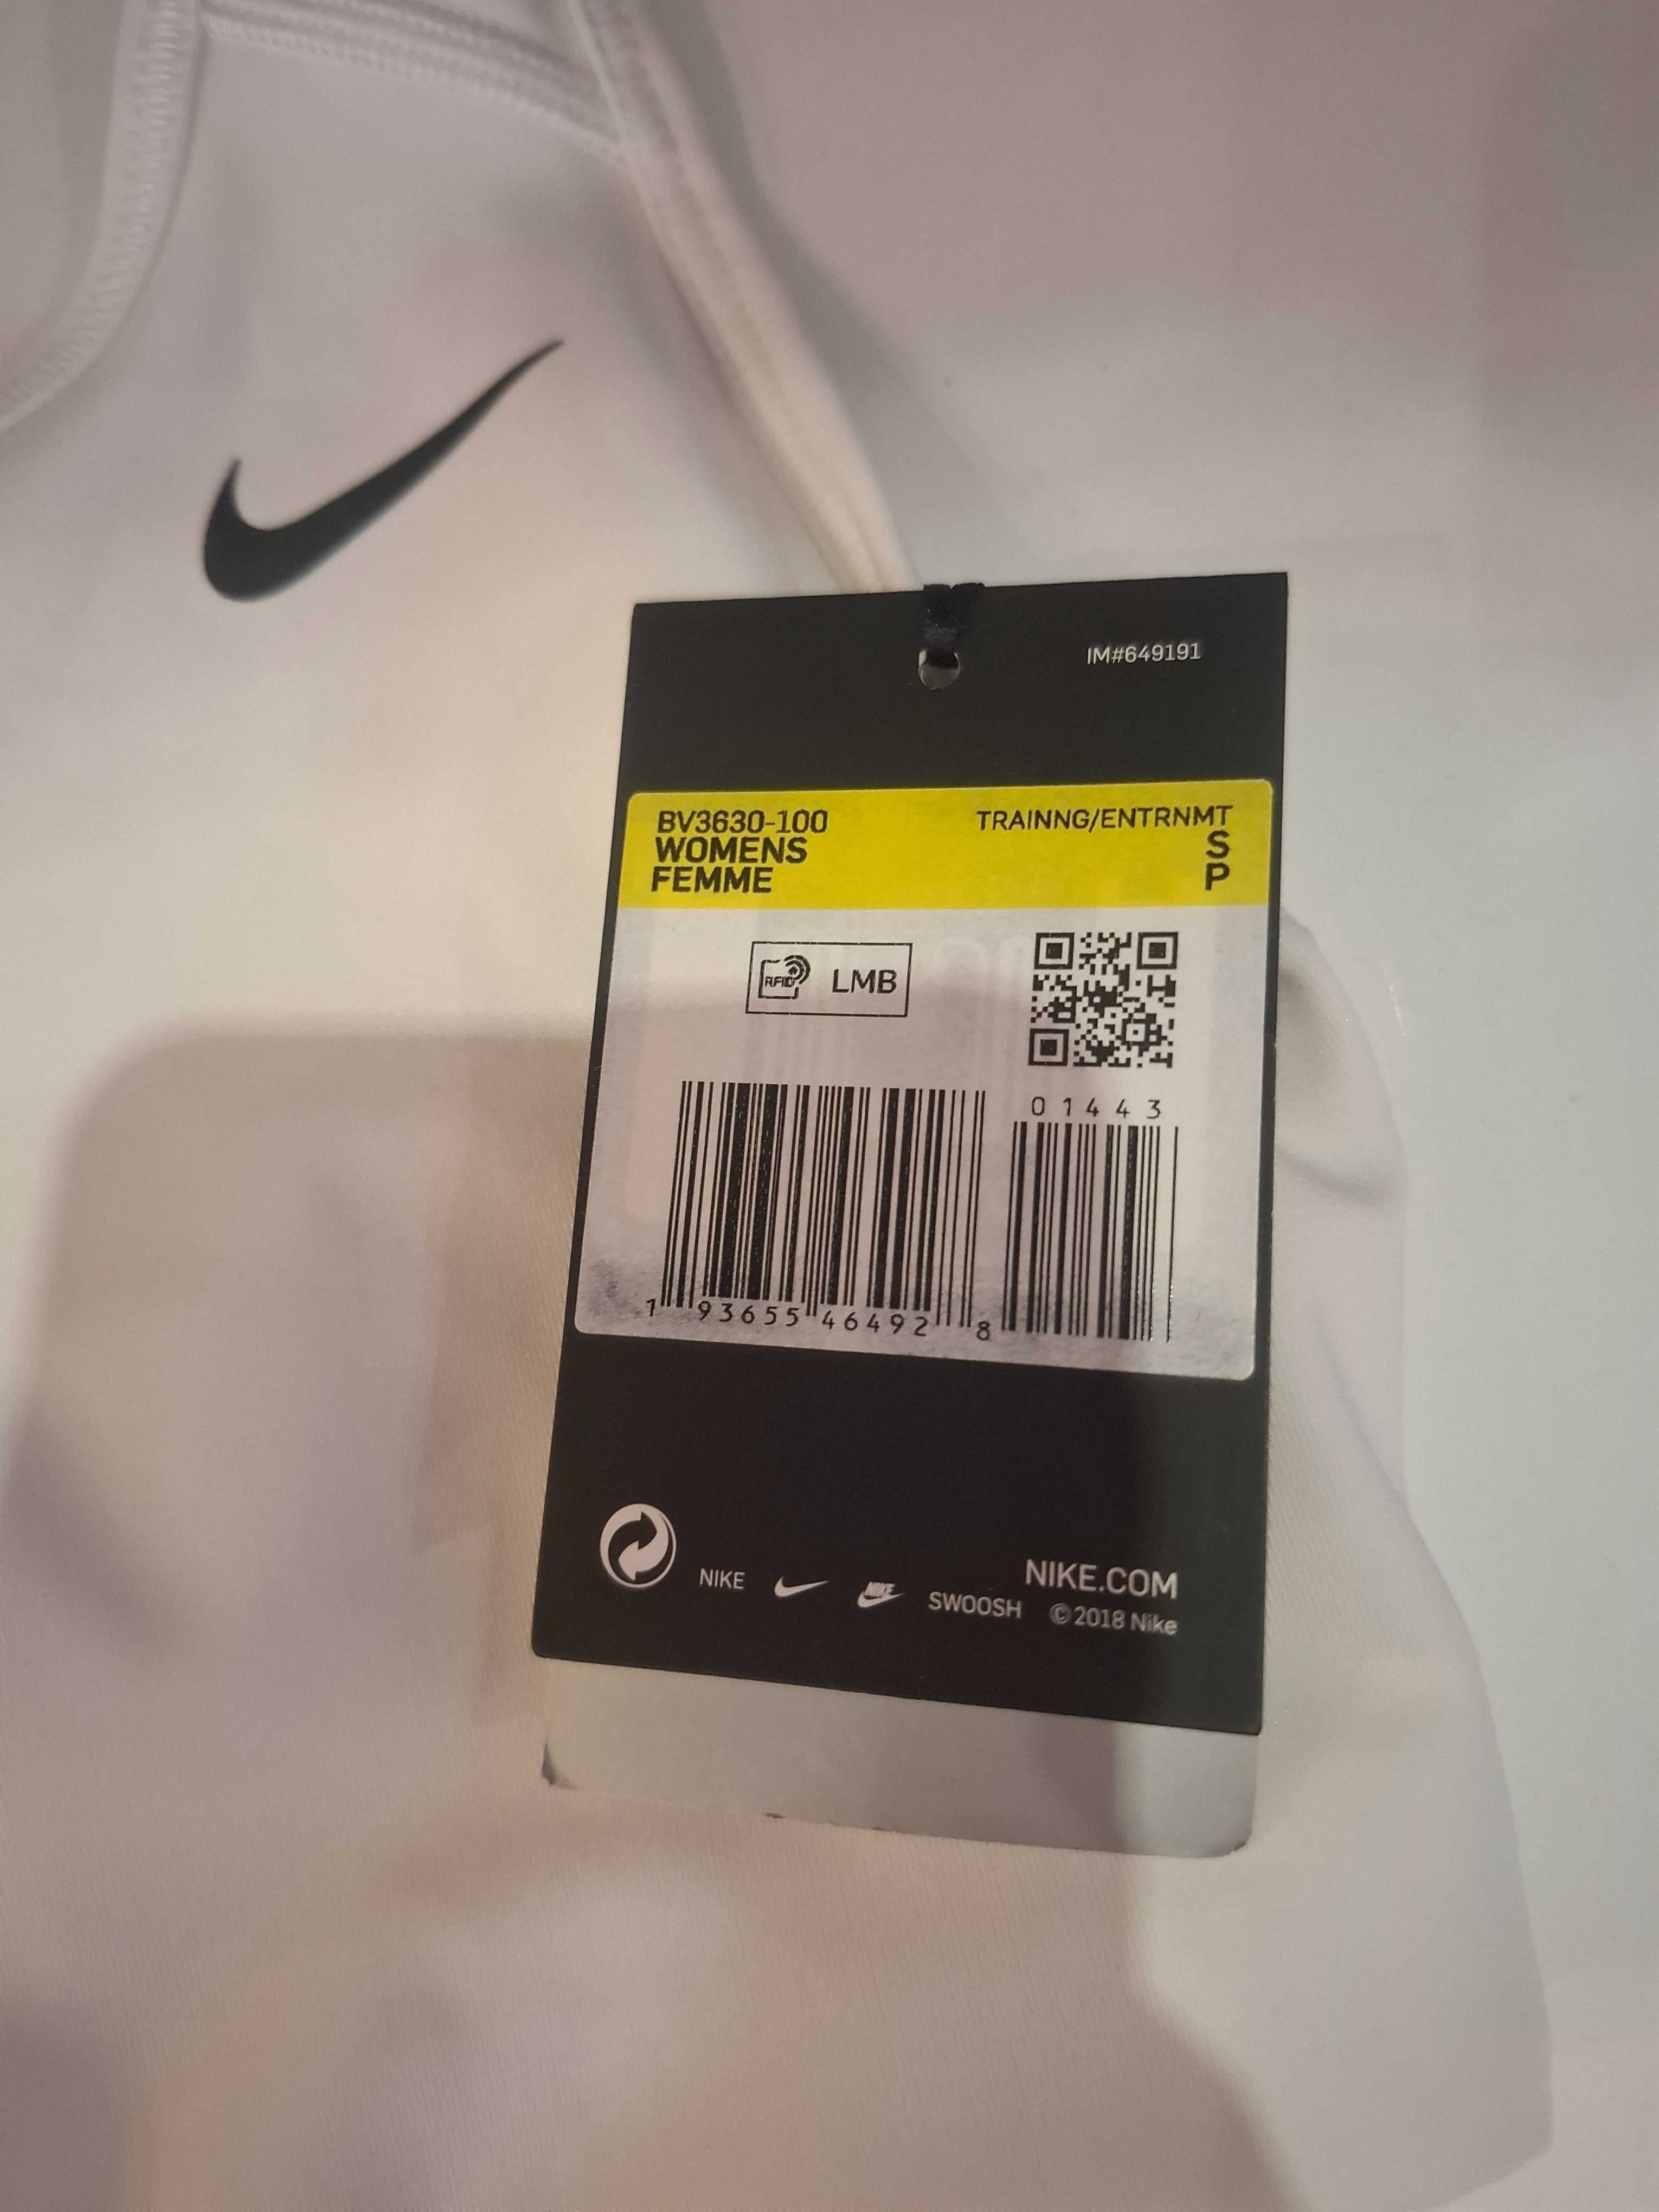 IM#649191
BV3630-100 TRAINNG/ENTRNMT
WOMENS S
FEMME P
RFID LMB
01443
1 93655 46492 8
NIKE NIKE SWOOSH NIKE.COM
©2018 Nike